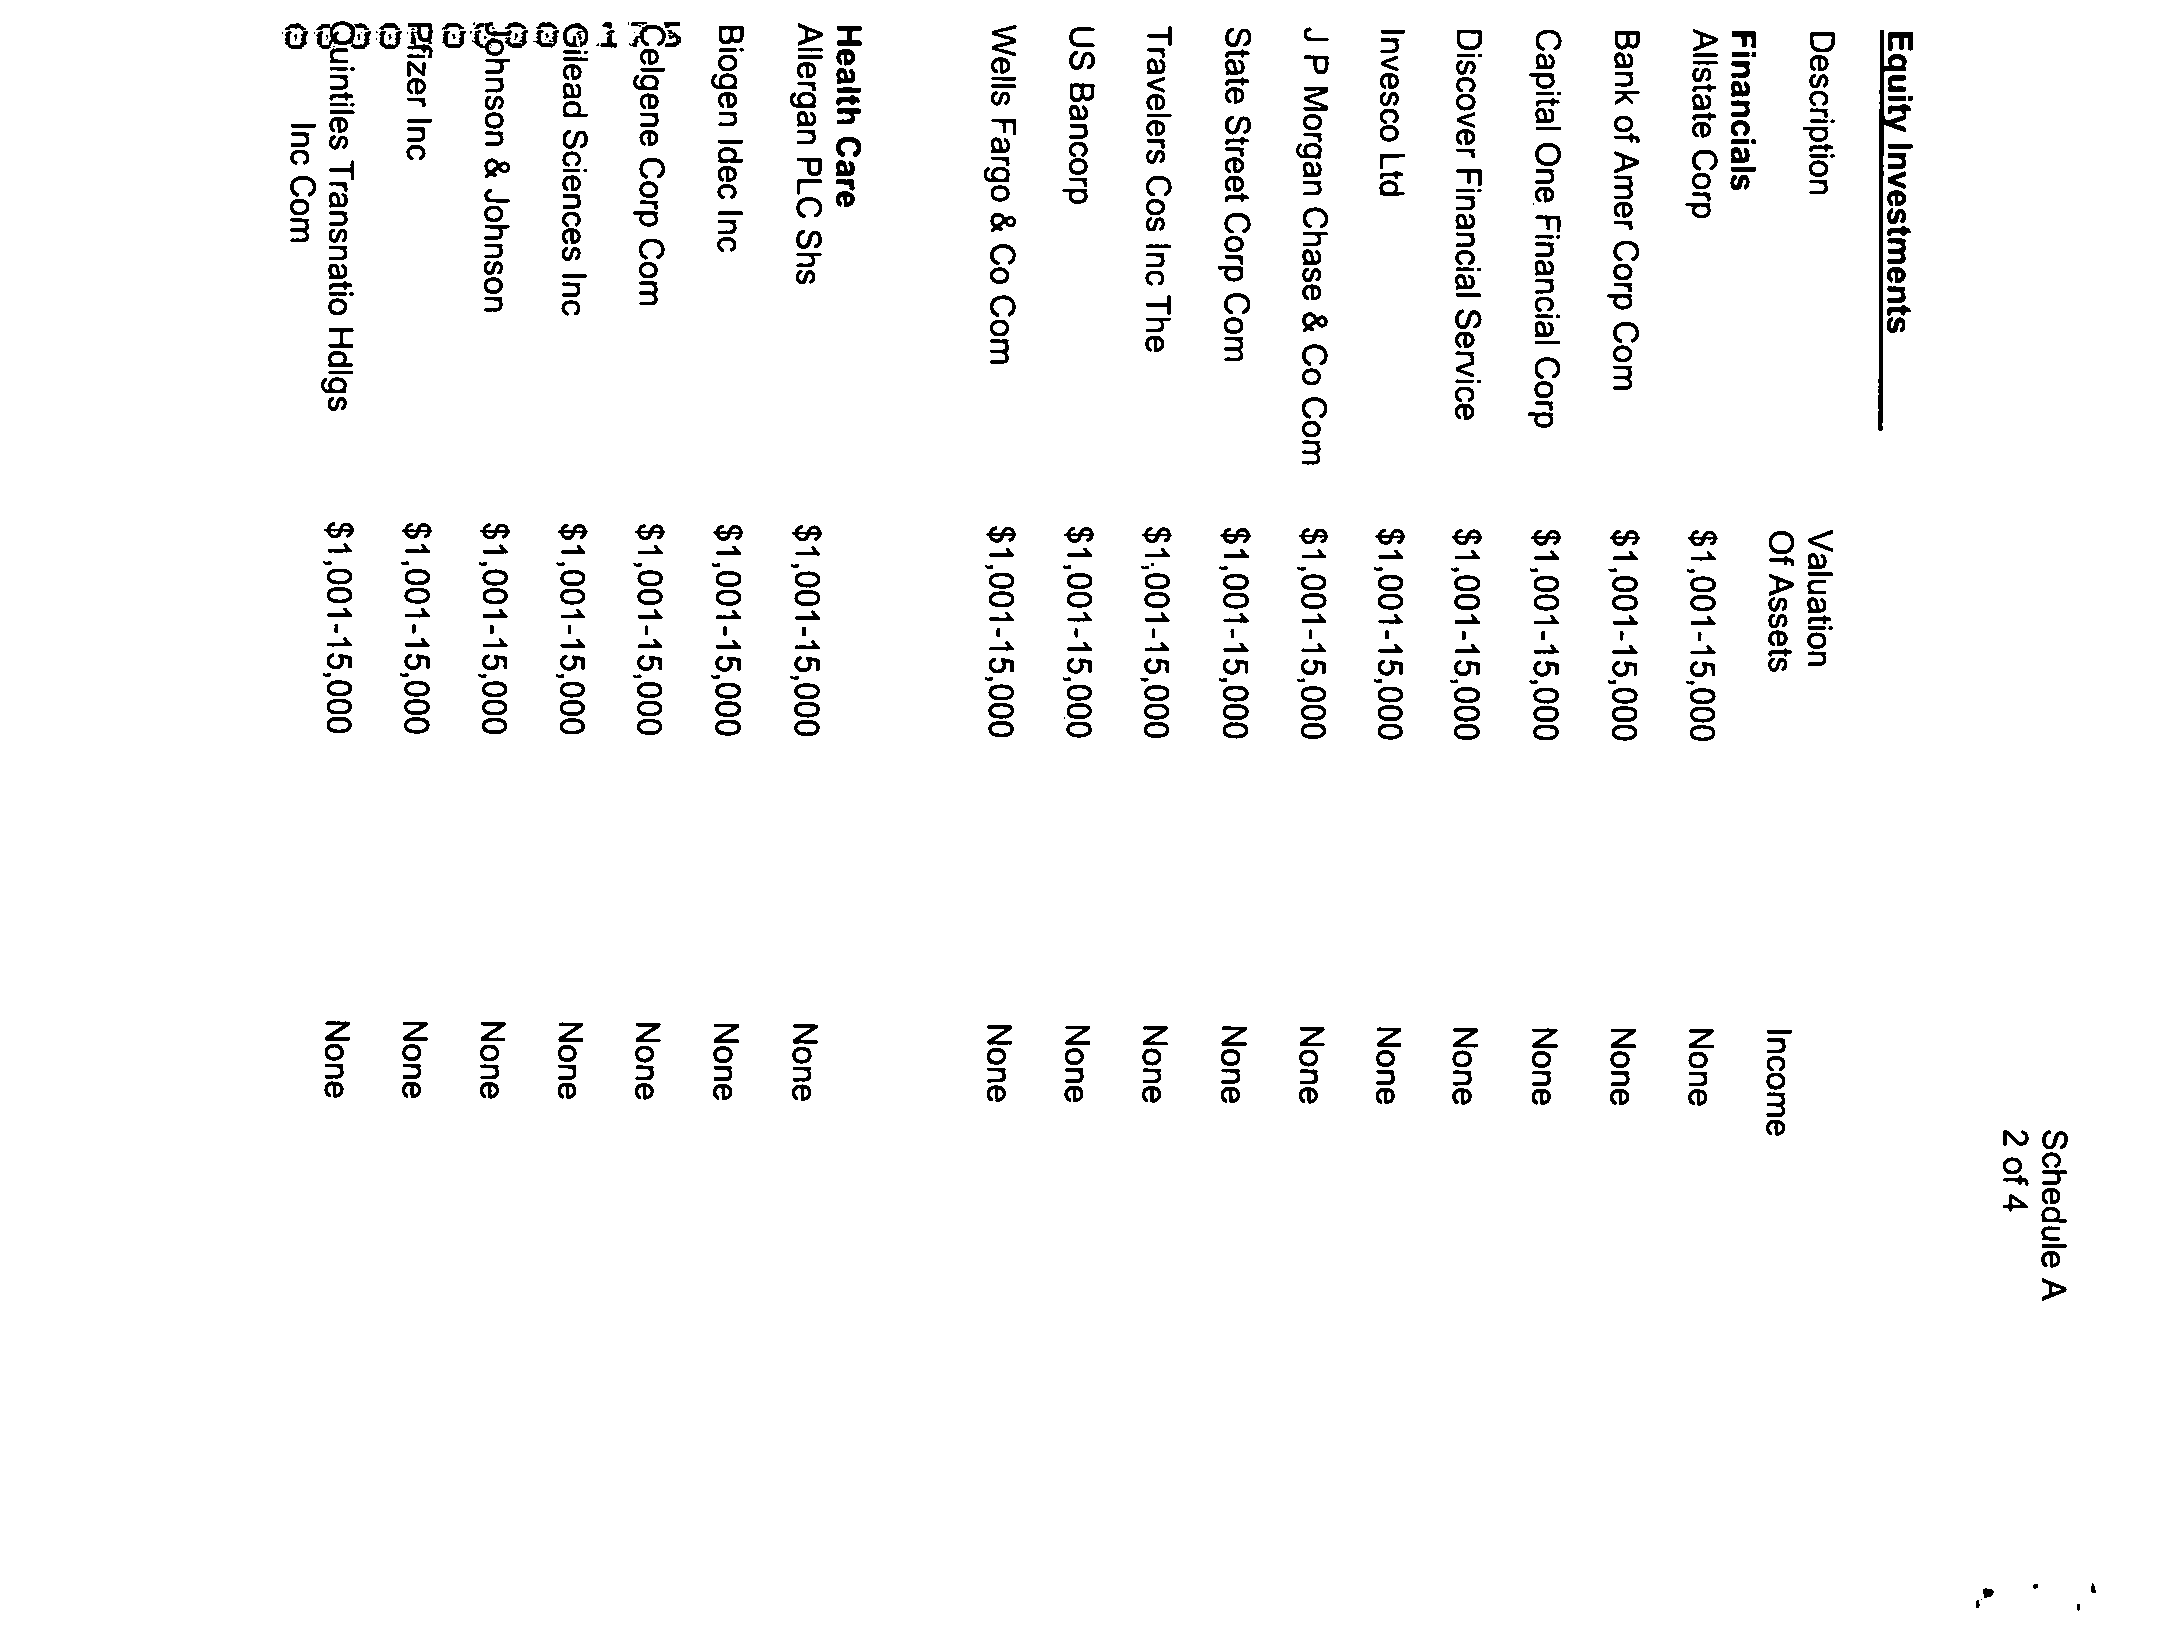 Schedule A
2 of 4
Equity Investments
Description Valuation
Of Assets Income
Financials
Allstate Corp $1,001-15,000 None
Bank of Amer Corp Com $1,001-15,000 None
Capital One Financial Corp $1,001-15,000 None
Discover Financial Service $1,001-15,000 None
Invesco Ltd $1,001-15,000 None
J P Morgan Chase & Co Com $1,001-15,000 None
State Street Corp Com $1,001-15,000 None
Travelers Cos Inc The $1,001-15,000 None
US Bancorp $1,001-15,000 None
Wells Fargo & Co Com $1,001-15,000 None
Health Care
Allergan PLC Shs $1,001-15,000 None
Biogen Idec Inc $1,001-15,000 None
Celgene Corp Com $1,001-15,000 None
Gilead Sciences Inc $1,001-15,000 None
Johnson & Johnson $1,001-15,000 None
Pfizer Inc $1,001-15,000 None
Quintiles Transnatio Hdlgs $1,001-15,000 None
Inc Com